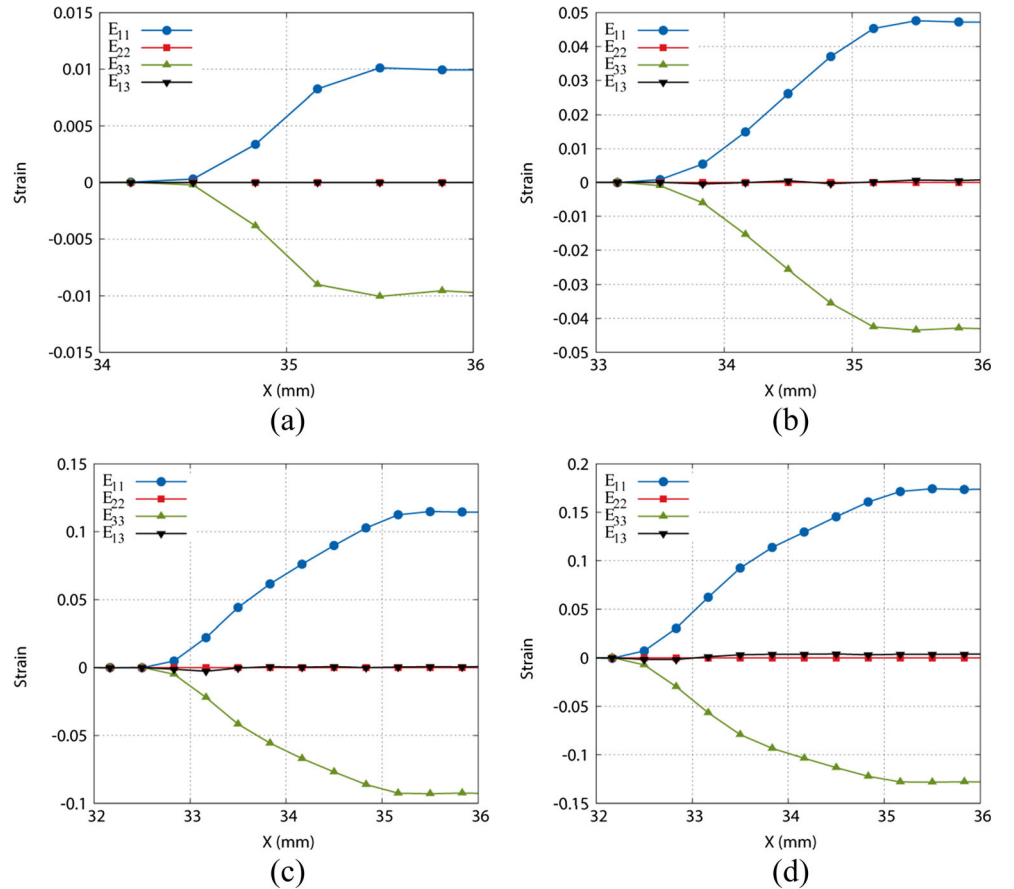 0.015
0.01
0.005
0
-0.005
-0.01
-0.015
Strain
E11
E22
E33
E13
34
35
36
X (mm)
(a)
0.05
0.04
0.03
0.02
0.01
0
-0.01
-0.02
-0.03
-0.04
-0.05
Strain
E11
E22
E33
E13
33
34
35
36
X (mm)
(b)
0.15
0.1
0.05
0
-0.05
-0.1
Strain
E11
E22
E33
E13
32
33
34
35
36
X (mm)
(c)
0.2
0.15
0.1
0.05
0
-0.05
-0.1
-0.15
Strain
E11
E22
E33
E13
32
33
34
35
36
X (mm)
(d)